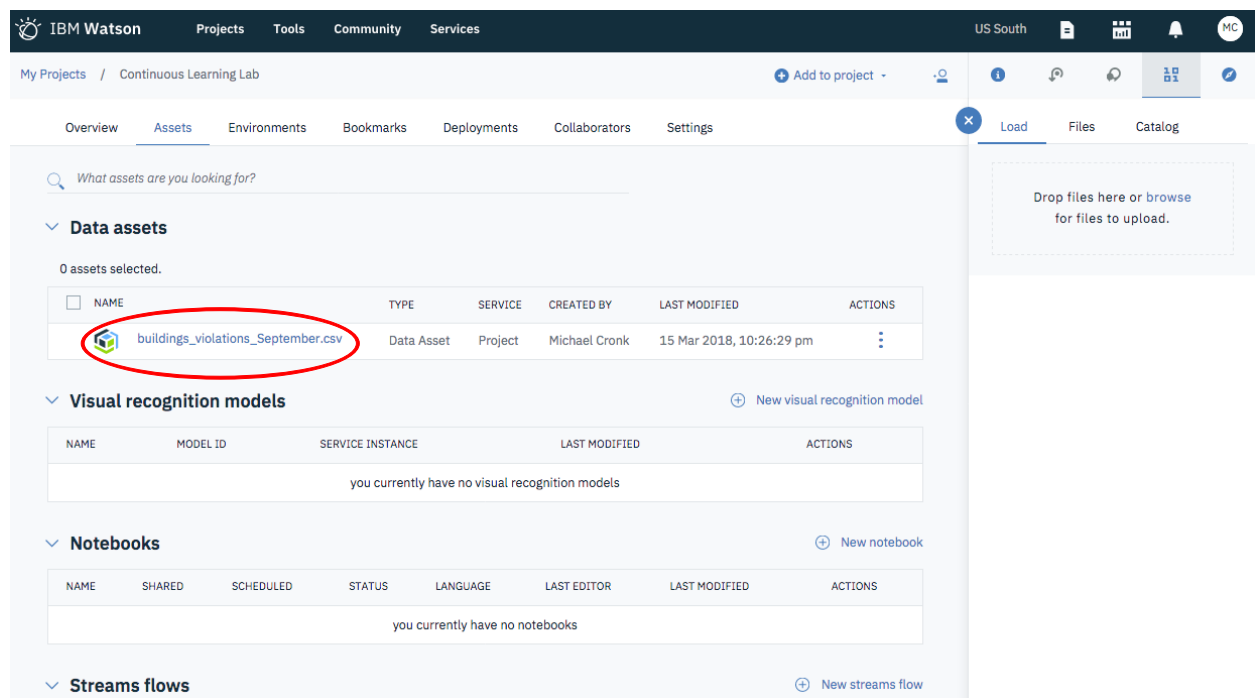 IBM Watson Projects Tools Community Services US South MC
My Projects / Continuous Learning Lab Add to project
Overview Assets Environments Bookmarks Deployments Collaborators Settings
Load Files Catalog
What assets are you looking for?
Drop files here or browse
for files to upload.
Data assets
0 assets selected.
NAME TYPE SERVICE CREATED BY LAST MODIFIED ACTIONS
buildings_violations_September.csv Data Asset Project Michael Cronk 15 Mar 2018, 10:26:29 pm
Visual recognition models New visual recognition model
NAME MODEL ID SERVICE INSTANCE LAST MODIFIED ACTIONS
you currently have no visual recognition models
Notebooks New notebook
NAME SHARED SCHEDULED STATUS LANGUAGE LAST EDITOR LAST MODIFIED ACTIONS
you currently have no notebooks
Streams flows New streams flow